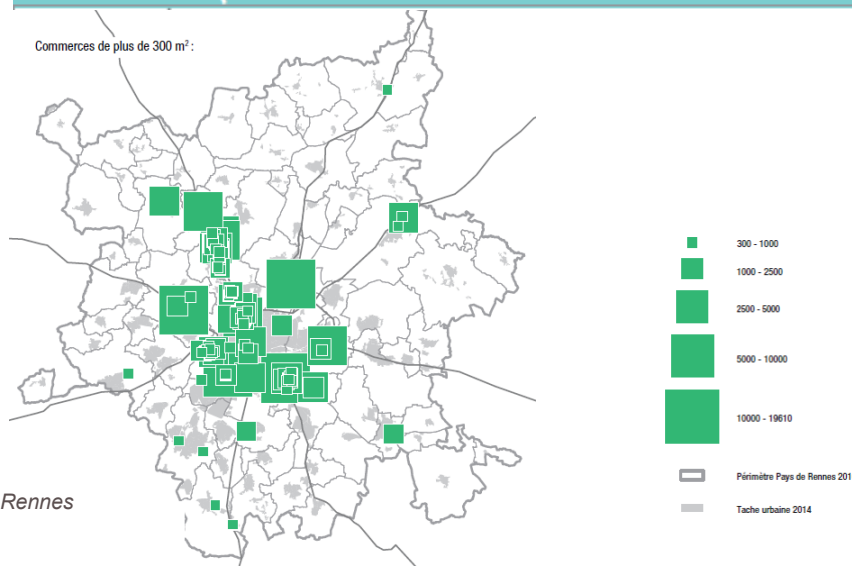 Commerces de plus de 300 m² :
300 - 1000
1000 - 2500
2500 - 5000
5000 - 10000
10000 - 19610
Périmètre Pays de Rennes 201
Rennes
Tache urbaine 2014